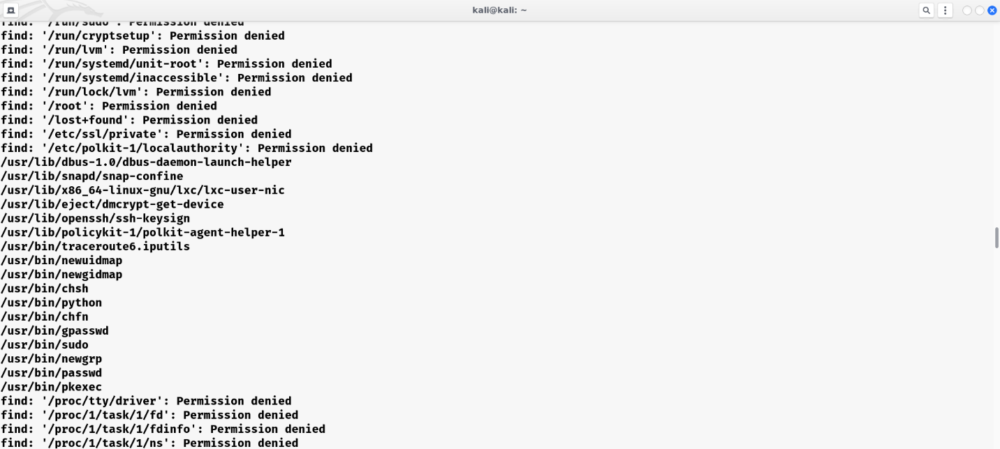 kali@kali: ~
find: '/run/sudo': Permission denied
find: '/run/cryptsetup': Permission denied
find: '/run/lvm': Permission denied
find: '/run/systemd/unit-root': Permission denied
find: '/run/systemd/inaccessible': Permission denied
find: '/run/lock/lvm': Permission denied
find: '/root': Permission denied
find: '/lost+found': Permission denied
find: '/etc/ssl/private': Permission denied
find: '/etc/polkit-1/localauthority': Permission denied
/usr/lib/dbus-1.0/dbus-daemon-launch-helper
/usr/lib/snapd/snap-confine
/usr/lib/x86_64-linux-gnu/lxc/lxc-user-nic
/usr/lib/eject/dmcrypt-get-device
/usr/lib/openssh/ssh-keysign
/usr/lib/policykit-1/polkit-agent-helper-1
/usr/bin/traceroute6.iputils
/usr/bin/newuidmap
/usr/bin/newgidmap
/usr/bin/chsh
/usr/bin/python
/usr/bin/chfn
/usr/bin/gpasswd
/usr/bin/sudo
/usr/bin/newgrp
/usr/bin/passwd
/usr/bin/pkexec
find: '/proc/tty/driver': Permission denied
find: '/proc/1/task/1/fd': Permission denied
find: '/proc/1/task/1/fdinfo': Permission denied
find: '/proc/1/task/1/ns': Permission denied